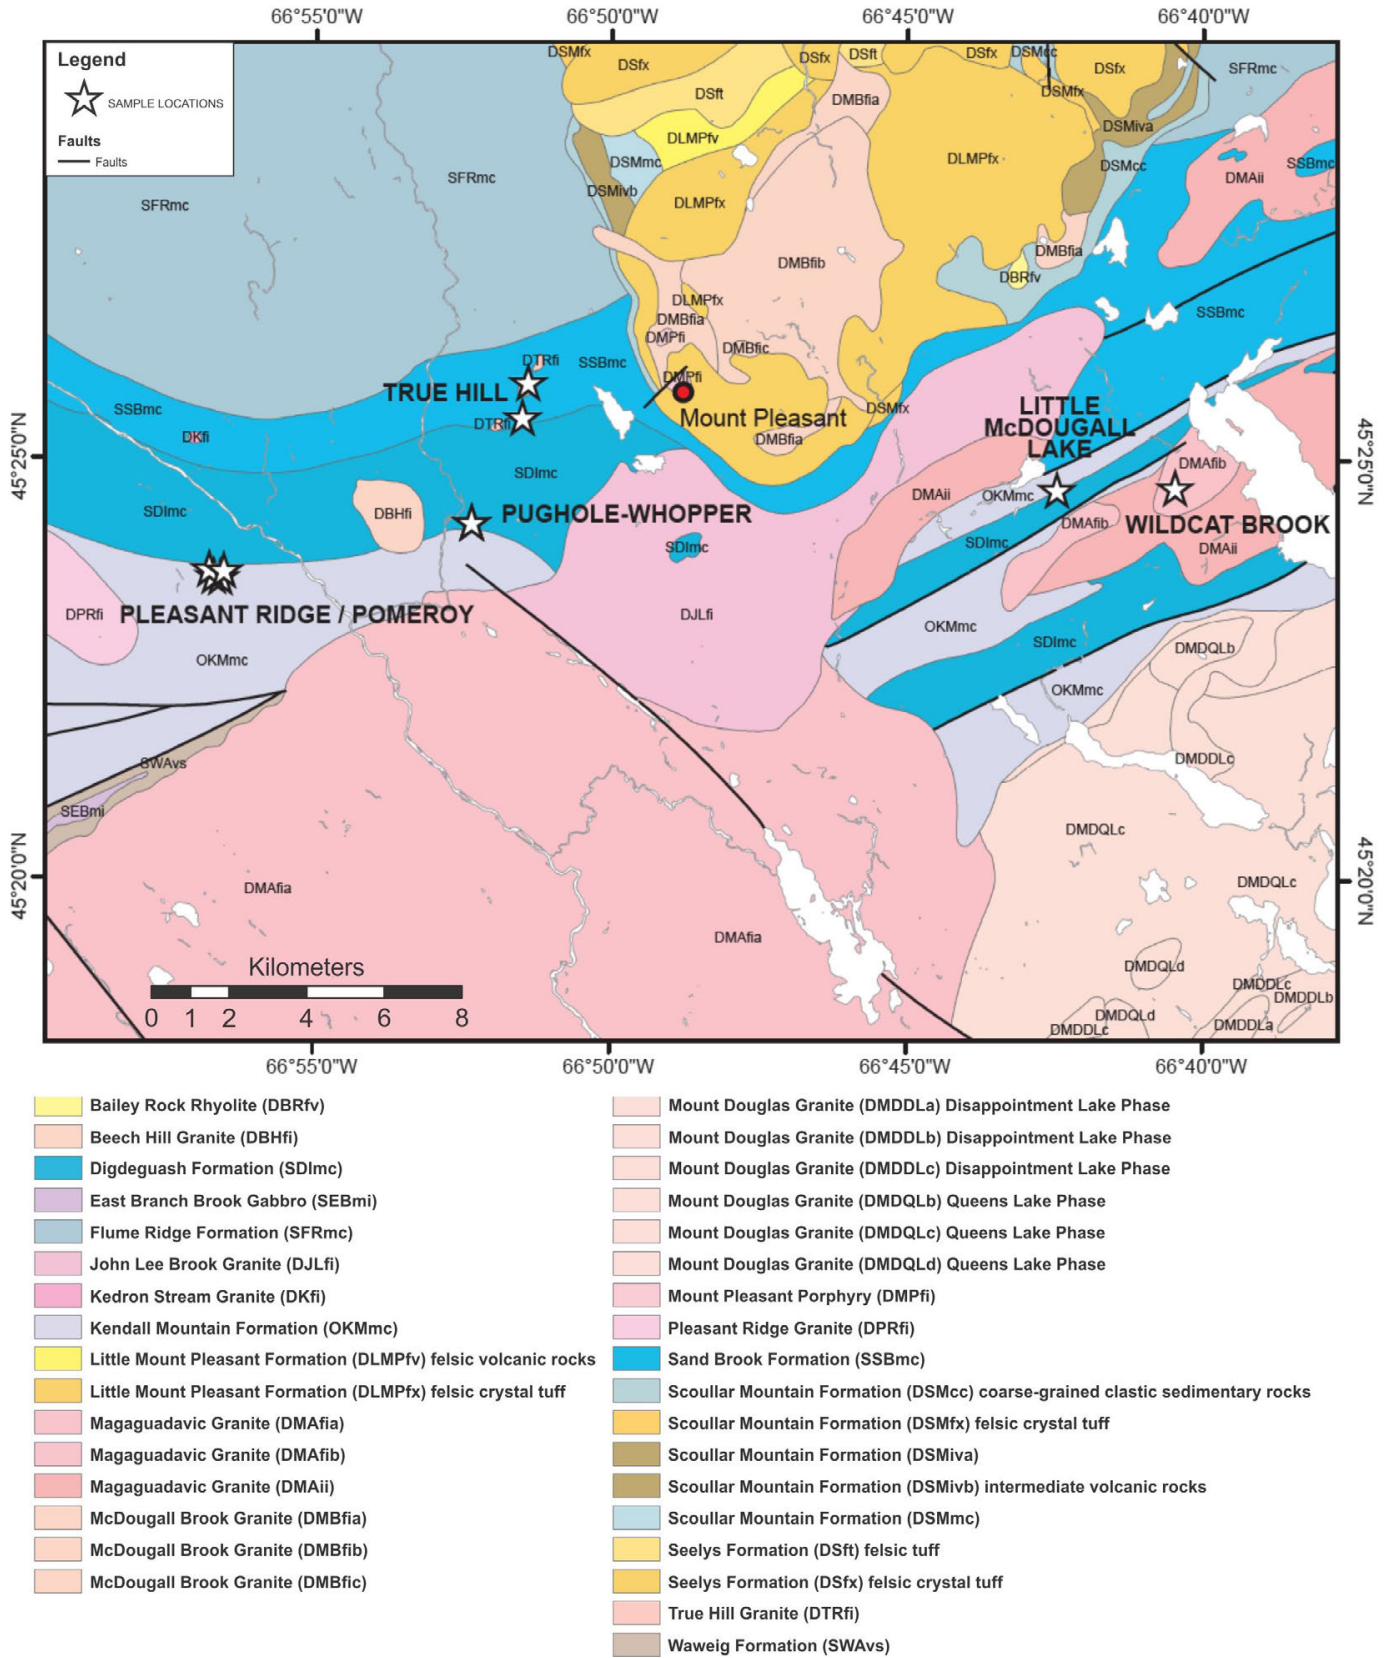 66°55'0"W 66°50'0"W 66°45'0"W 66°40'0"W
Legend
SAMPLE LOCATIONS
Faults
Faults
DSMfx
DSfx
DSfx
DSft
DSfx
DSMcc
DSfx
SFRmc
DSft
DSMfx
DMBfia
DLMPfv
DSMiva
DSMmc
DLMPfx
DSMcc
SSBmc
SFRmc
DMAii
DSMivb
SFRmc
DLMPfx
DMBfib
DMBfia
DBRfv
DLMPfx
SSBmc
DMBfia
DMPfi
DMBfic
DTRfi
SSBmc
DMPfi
TRUE HILL
Mount Pleasant
DSMfx
LITTLE
McDOUGALL
LAKE
SSBmc
DTRfi
DKfi
DMBfia
45°25'0"N
45°25'0"N
SDImc
DMAfib
DMAii
OKMmc
SDImc
DBHfi
PUGHOLE-WHOPPER
DMAfib
WILDCAT BROOK
SDImc
SDImc
DMAii
DPRfi
PLEASANT RIDGE / POMEROY
DJLfi
OKMmc
SDImc
DMDQLb
OKMmc
OKMmc
SWAvs
DMDDLc
SEBmi
DMDQLc
45°20'0"N
45°20'0"N
DMAfia
DMDQLc
DMAfia
Kilometers
0 1 2 4 6 8
DMDQLd
DMDDLc
DMDDLb
DMDQLd
DMDDLc
DMDDLa
66°55'0"W 66°50'0"W 66°45'0"W 66°40'0"W
Bailey Rock Rhyolite (DBRfv)
Beech Hill Granite (DBHfi)
Digdeguash Formation (SDImc)
East Branch Brook Gabbro (SEBmi)
Flume Ridge Formation (SFRmc)
John Lee Brook Granite (DJLfi)
Kedron Stream Granite (DKfi)
Kendall Mountain Formation (OKMmc)
Little Mount Pleasant Formation (DLMPfv) felsic volcanic rocks
Little Mount Pleasant Formation (DLMPfx) felsic crystal tuff
Magaguadavic Granite (DMAfia)
Magaguadavic Granite (DMAfib)
Magaguadavic Granite (DMAii)
McDougall Brook Granite (DMBfia)
McDougall Brook Granite (DMBfib)
McDougall Brook Granite (DMBfic)
Mount Douglas Granite (DMDDLa) Disappointment Lake Phase
Mount Douglas Granite (DMDDLb) Disappointment Lake Phase
Mount Douglas Granite (DMDDLc) Disappointment Lake Phase
Mount Douglas Granite (DMDQLb) Queens Lake Phase
Mount Douglas Granite (DMDQLc) Queens Lake Phase
Mount Douglas Granite (DMDQLd) Queens Lake Phase
Mount Pleasant Porphyry (DMPfi)
Pleasant Ridge Granite (DPRfi)
Sand Brook Formation (SSBmc)
Scoullar Mountain Formation (DSMcc) coarse-grained clastic sedimentary rocks
Scoullar Mountain Formation (DSMfx) felsic crystal tuff
Scoullar Mountain Formation (DSMiva)
Scoullar Mountain Formation (DSMivb) intermediate volcanic rocks
Scoullar Mountain Formation (DSMmc)
Seelys Formation (DSft) felsic tuff
Seelys Formation (DSfx) felsic crystal tuff
True Hill Granite (DTRfi)
Waweig Formation (SWAvs)